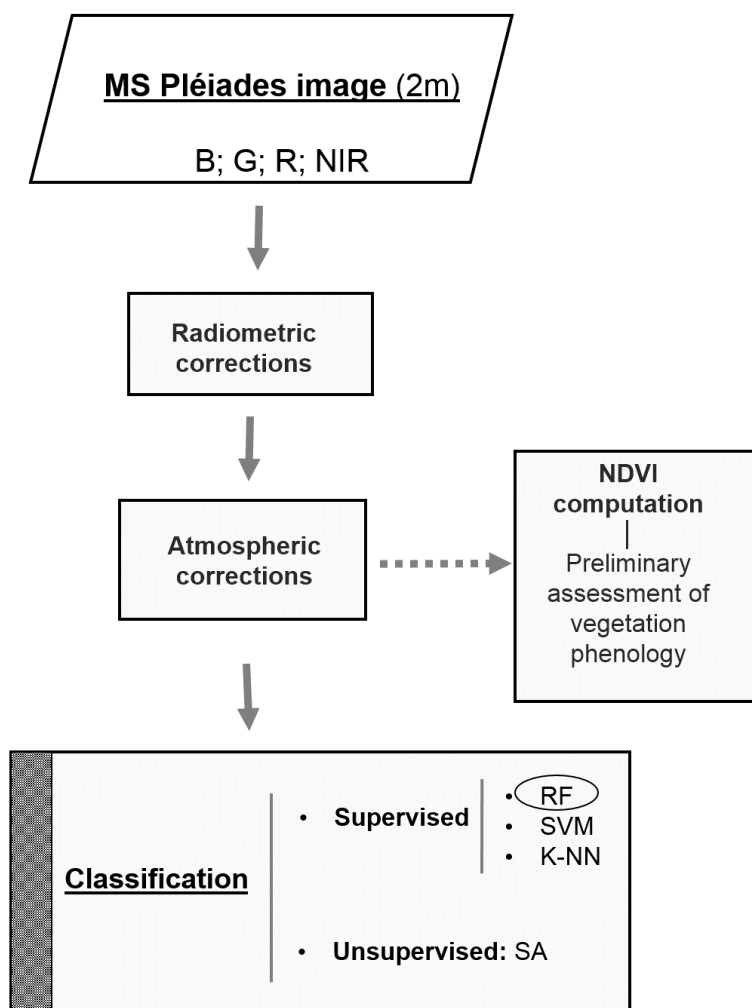 MS Pléiades image (2m)
B; G; R; NIR
Radiometric
corrections
Atmospheric
corrections
NDVI
computation
Preliminary
assessment of
vegetation
phenology
Classification
• Supervised
• RF
• SVM
• K-NN
• Unsupervised: SA